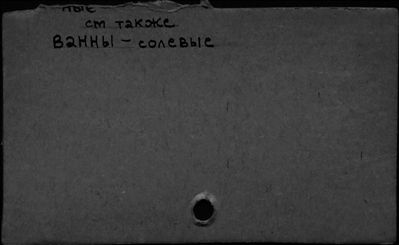 ные
см также
Ванны - солевые